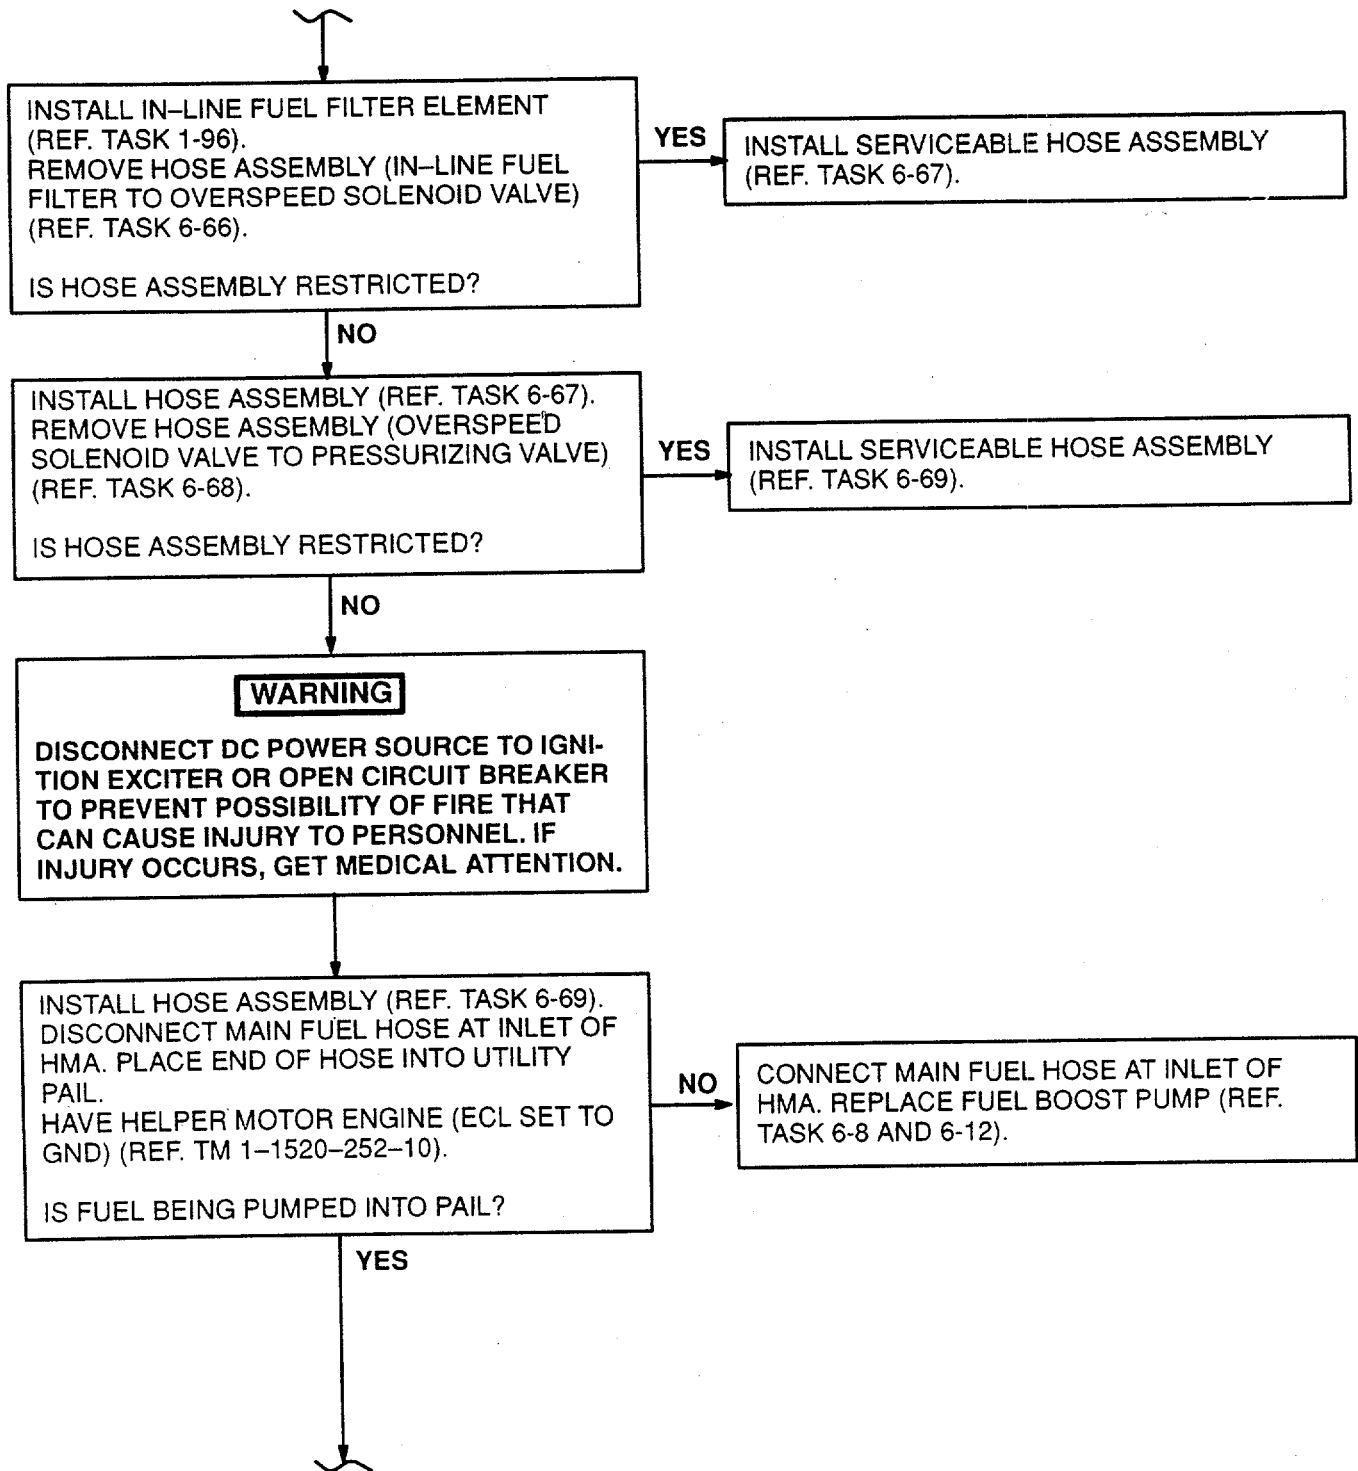 INSTALL IN–LINE FUEL FILTER ELEMENT
(REF. TASK 1-96).
REMOVE HOSE ASSEMBLY (IN–LINE FUEL
FILTER TO OVERSPEED SOLENOID VALVE)
(REF. TASK 6-66).
IS HOSE ASSEMBLY RESTRICTED?
YES
INSTALL SERVICEABLE HOSE ASSEMBLY
(REF. TASK 6-67).
NO
INSTALL HOSE ASSEMBLY (REF. TASK 6-67).
REMOVE HOSE ASSEMBLY (OVERSPEED
SOLENOID VALVE TO PRESSURIZING VALVE)
(REF. TASK 6-68).
IS HOSE ASSEMBLY RESTRICTED?
YES
INSTALL SERVICEABLE HOSE ASSEMBLY
(REF. TASK 6-69).
NO
WARNING
DISCONNECT DC POWER SOURCE TO IGNI-
TION EXCITER OR OPEN CIRCUIT BREAKER
TO PREVENT POSSIBILITY OF FIRE THAT
CAN CAUSE INJURY TO PERSONNEL. IF
INJURY OCCURS, GET MEDICAL ATTENTION.
INSTALL HOSE ASSEMBLY (REF. TASK 6-69).
DISCONNECT MAIN FUEL HOSE AT INLET OF
HMA. PLACE END OF HOSE INTO UTILITY
PAIL.
HAVE HELPER MOTOR ENGINE (ECL SET TO
GND) (REF. TM 1–1520–252–10).
IS FUEL BEING PUMPED INTO PAIL?
NO
CONNECT MAIN FUEL HOSE AT INLET OF
HMA. REPLACE FUEL BOOST PUMP (REF.
TASK 6-8 AND 6-12).
YES